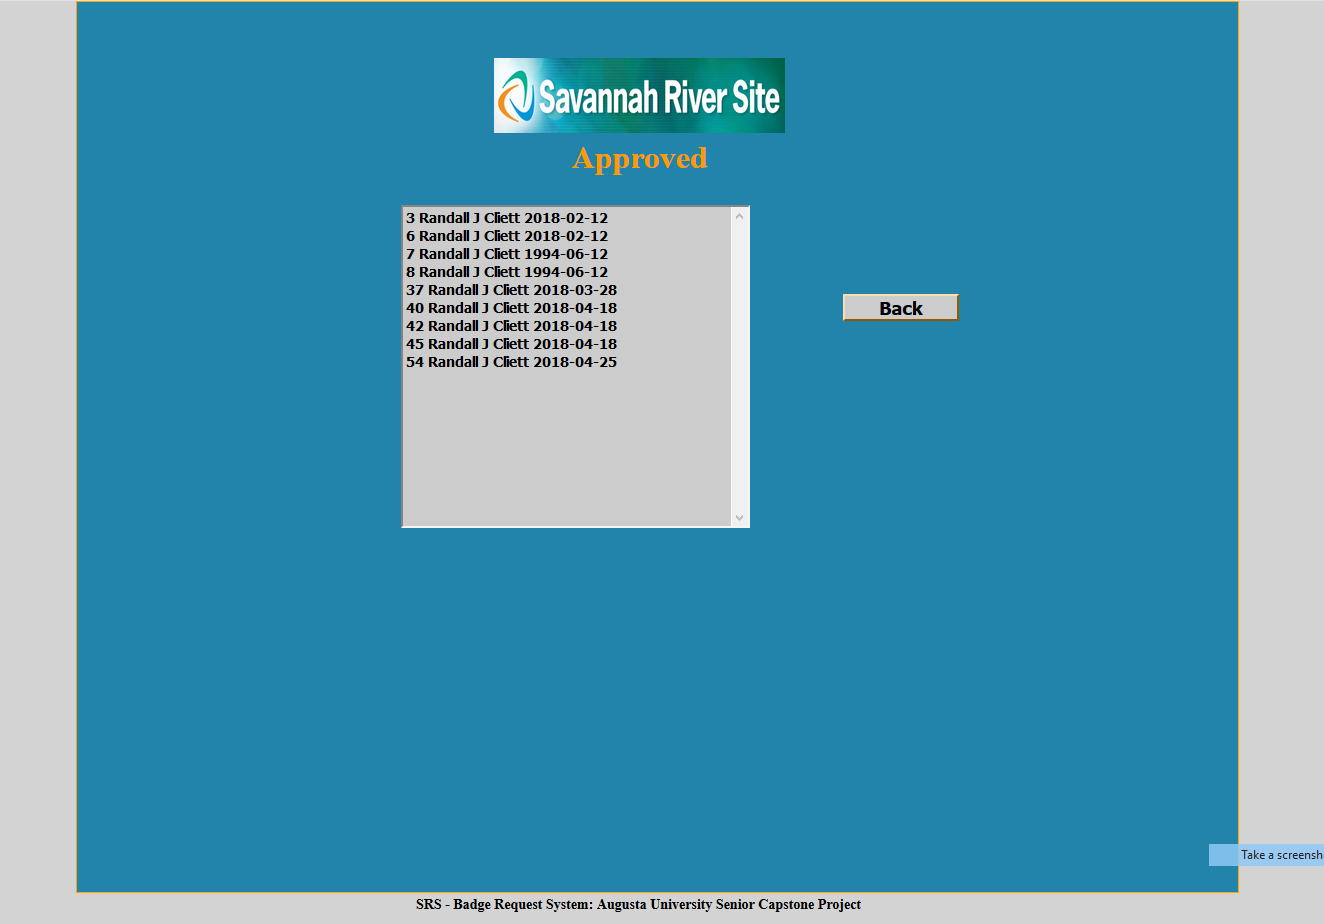 Savannah River Site
Approved
3 Randall J Cliett 2018-02-12
6 Randall J Cliett 2018-02-12
7 Randall J Cliett 1994-06-12
8 Randall J Cliett 1994-06-12
37 Randall J Cliett 2018-03-28
40 Randall J Cliett 2018-04-18
42 Randall J Cliett 2018-04-18
45 Randall J Cliett 2018-04-18
54 Randall J Cliett 2018-04-25
Back
Take a screensh
SRS - Badge Request System: Augusta University Senior Capstone Project